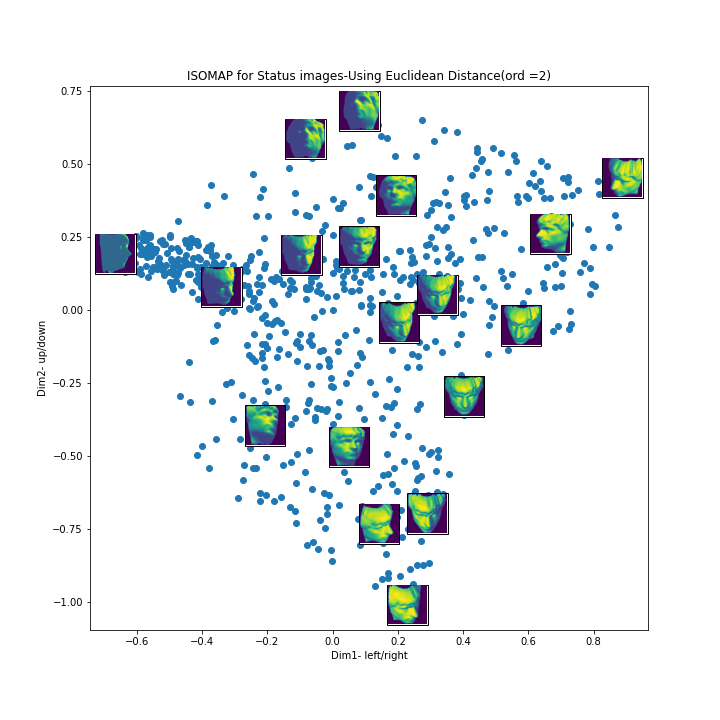 ISOMAP for Status images-Using Euclidean Distance(ord =2)
0.75
0.50
0.25
0.00
−0.25
−0.50
−0.75
−1.00
Dim2- up/down
−0.6 −0.4 −0.2 0.0 0.2 0.4 0.6 0.8
Dim1- left/right